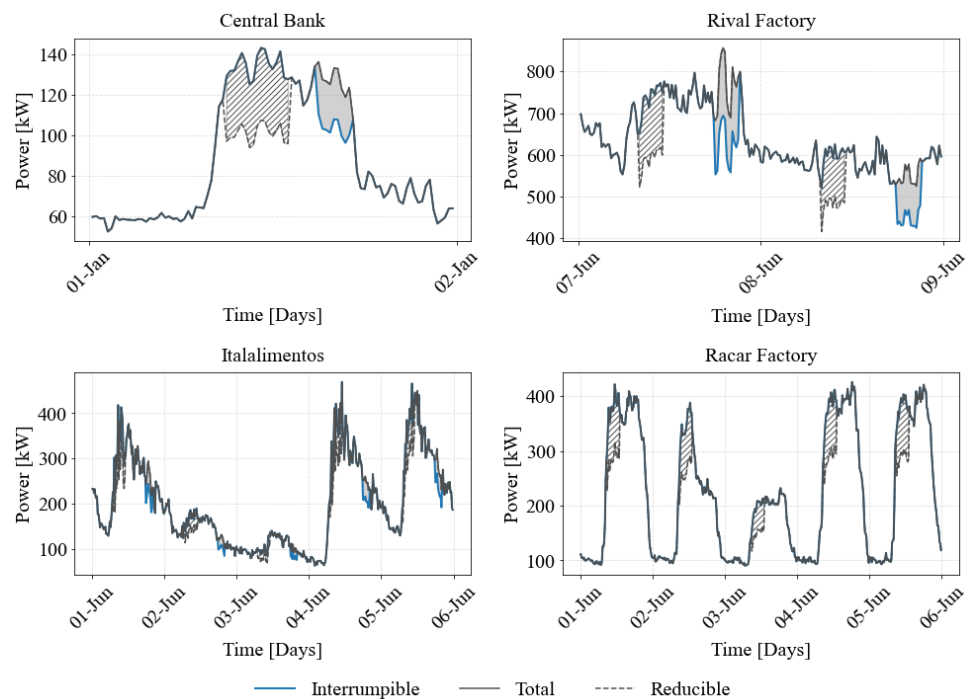 Central Bank
Power [kW]
140
120
100
80
60
01-Jan
02-Jan
Time [Days]
Rival Factory
Power [kW]
800
700
600
500
400
07-Jun
08-Jun
09-Jun
Time [Days]
Italalimentos
Power [kW]
400
300
200
100
01-Jun
02-Jun
03-Jun
04-Jun
05-Jun
06-Jun
Time [Days]
Racar Factory
Power [kW]
400
300
200
100
01-Jun
02-Jun
03-Jun
04-Jun
05-Jun
06-Jun
Time [Days]
Interrumpible
Total
Reducible